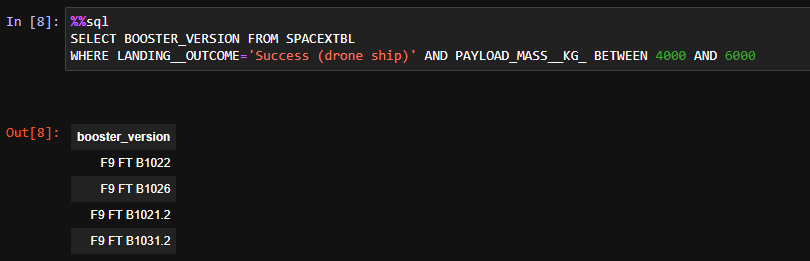 In [8]: %%sql
SELECT BOOSTER_VERSION FROM SPACEXTBL
WHERE LANDING__OUTCOME='Success (drone ship)' AND PAYLOAD_MASS__KG_ BETWEEN 4000 AND 6000
Out[8]: booster_version
F9 FT B1022
F9 FT B1026
F9 FT B1021.2
F9 FT B1031.2